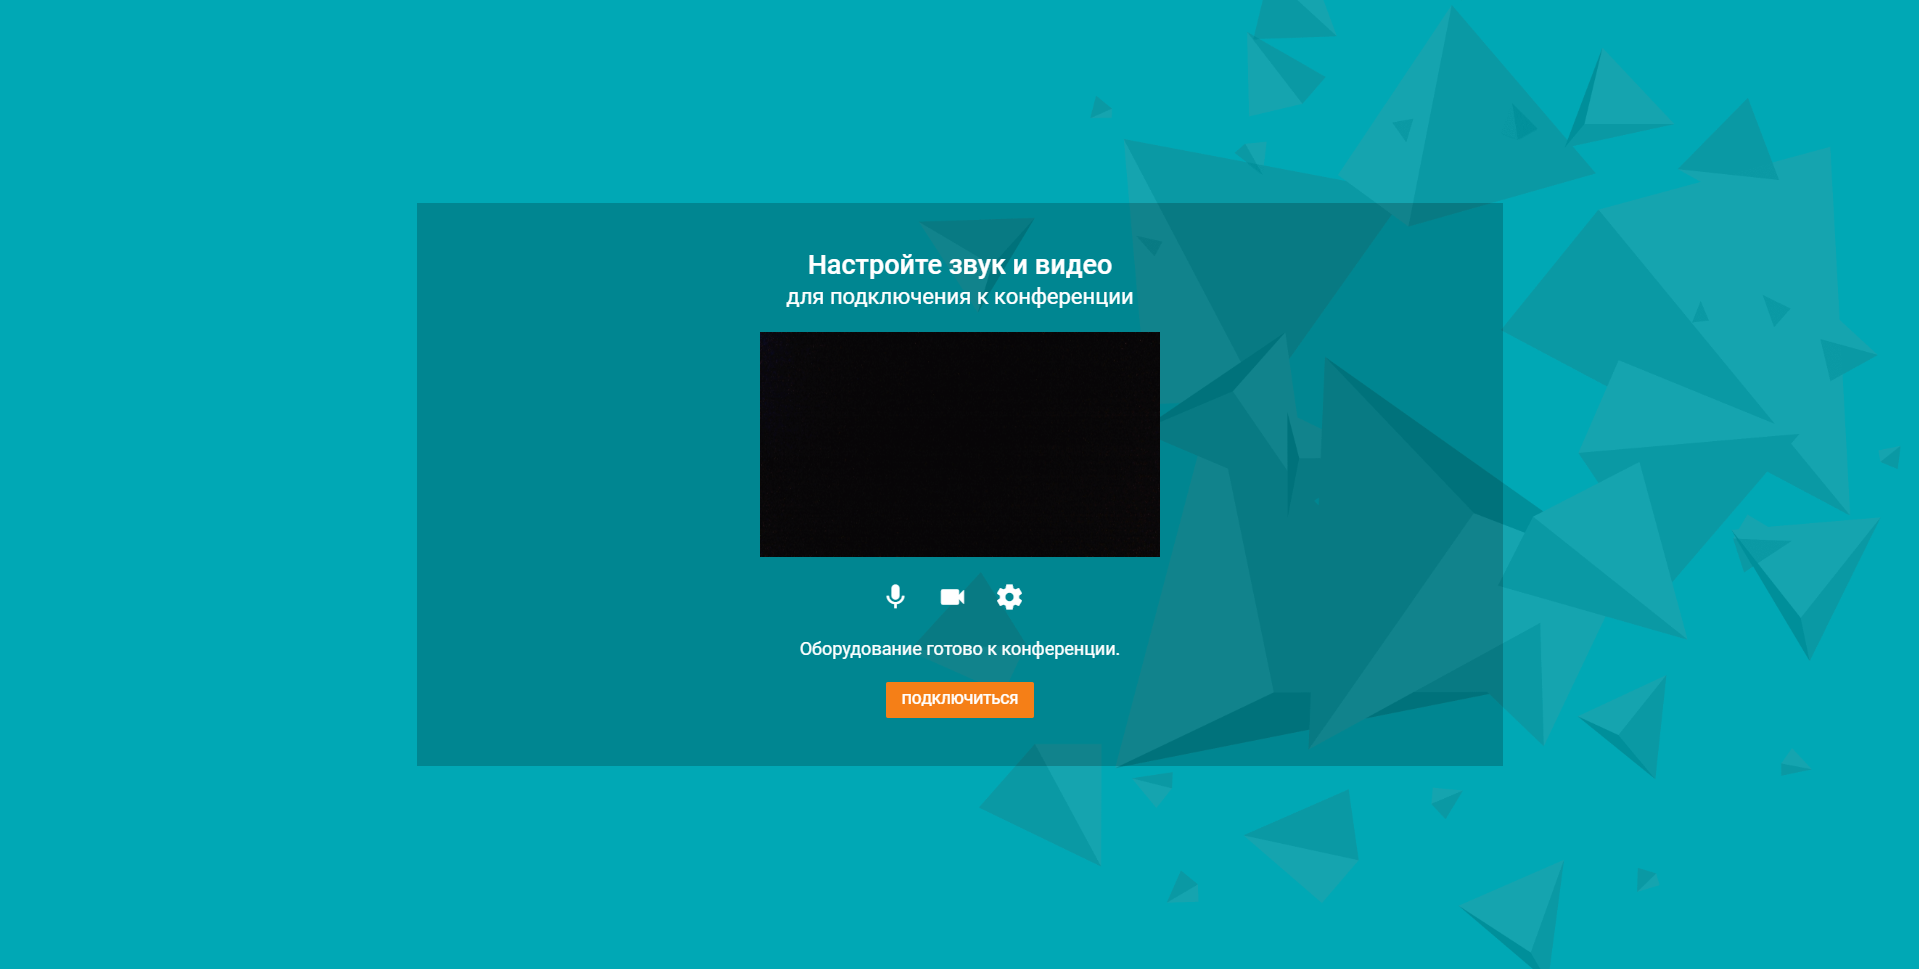 Настройте звук и видео
для подключения к конференции
Оборудование готово к конференции.
ПОДКЛЮЧИТЬСЯ